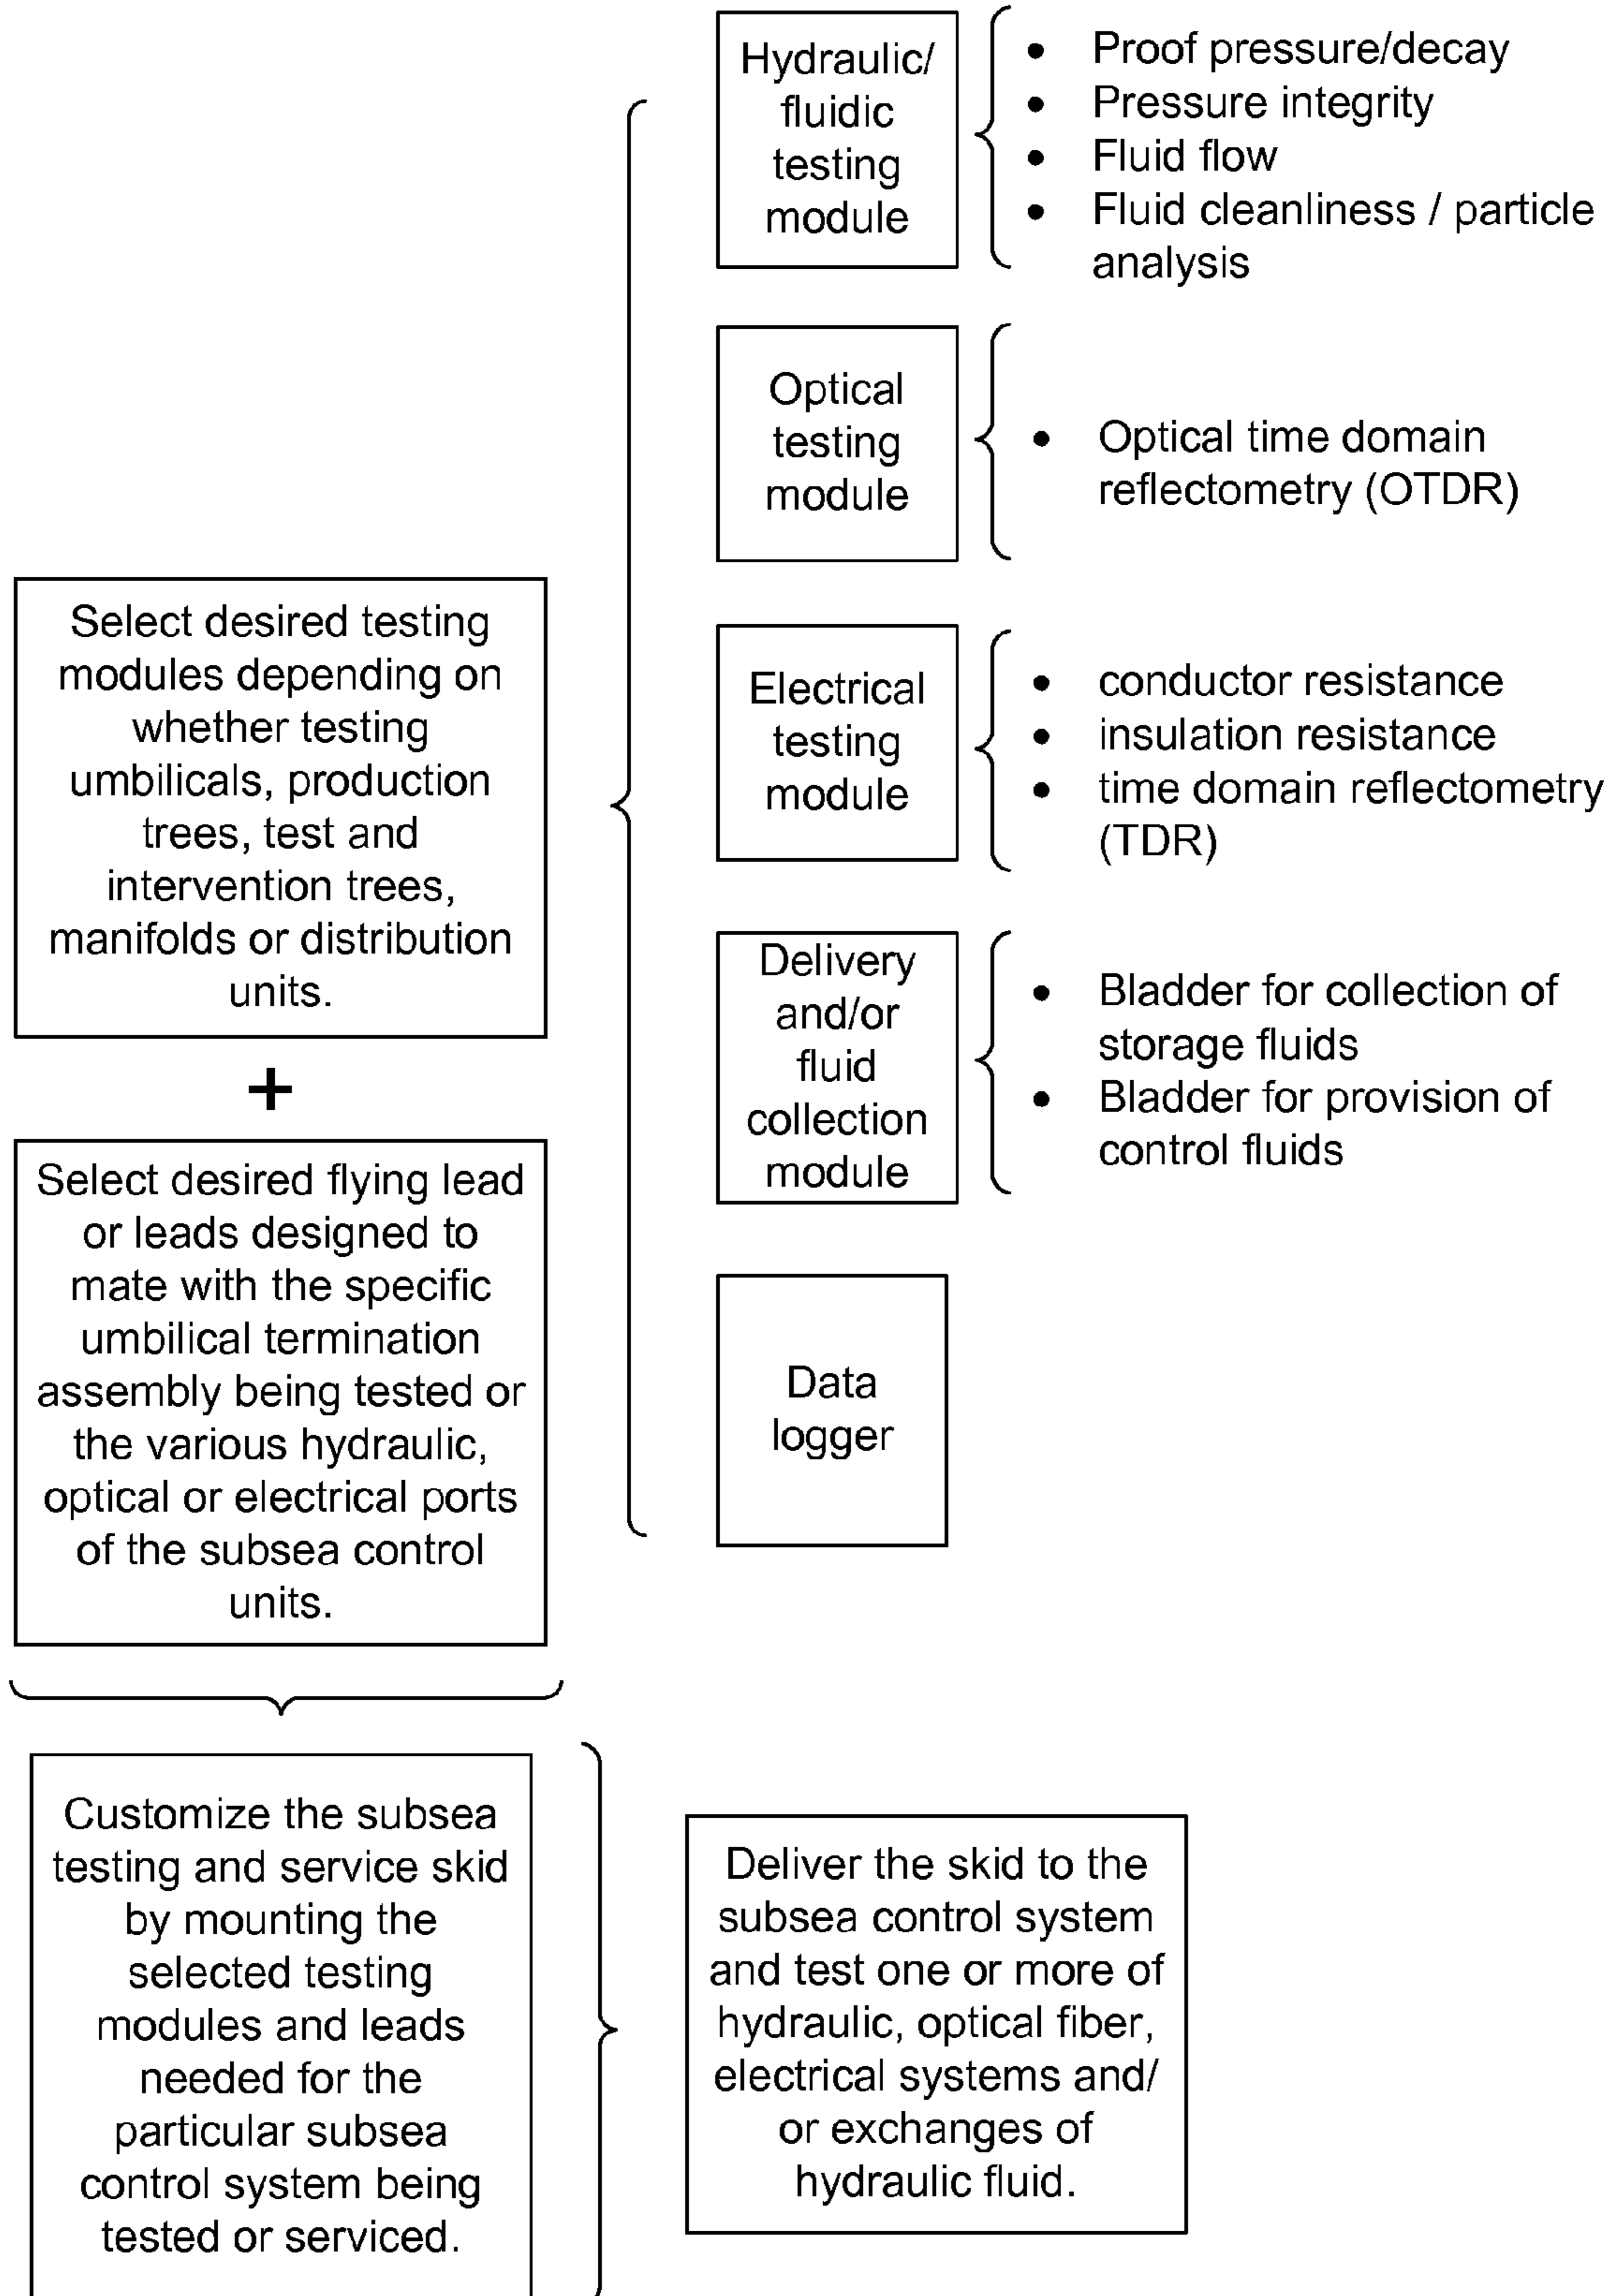 Hydraulic/
fluidic
testing
module
• Proof pressure/decay
• Pressure integrity
• Fluid flow
• Fluid cleanliness / particle
analysis
Optical
testing
module
• Optical time domain
reflectometry (OTDR)
Select desired testing
modules depending on
whether testing
umbilicals, production
trees, test and
intervention trees,
manifolds or distribution
units.
Electrical
testing
module
• conductor resistance
• insulation resistance
• time domain reflectometry
(TDR)
Delivery
and/or
fluid
collection
module
• Bladder for collection of
storage fluids
• Bladder for provision of
control fluids
+
Select desired flying lead
or leads designed to
mate with the specific
umbilical termination
assembly being tested or
the various hydraulic,
optical or electrical ports
of the subsea control
units.
Data
logger
Customize the subsea
testing and service skid
by mounting the
selected testing
modules and leads
needed for the
particular subsea
control system being
tested or serviced.
Deliver the skid to the
subsea control system
and test one or more of
hydraulic, optical fiber,
electrical systems and/
or exchanges of
hydraulic fluid.